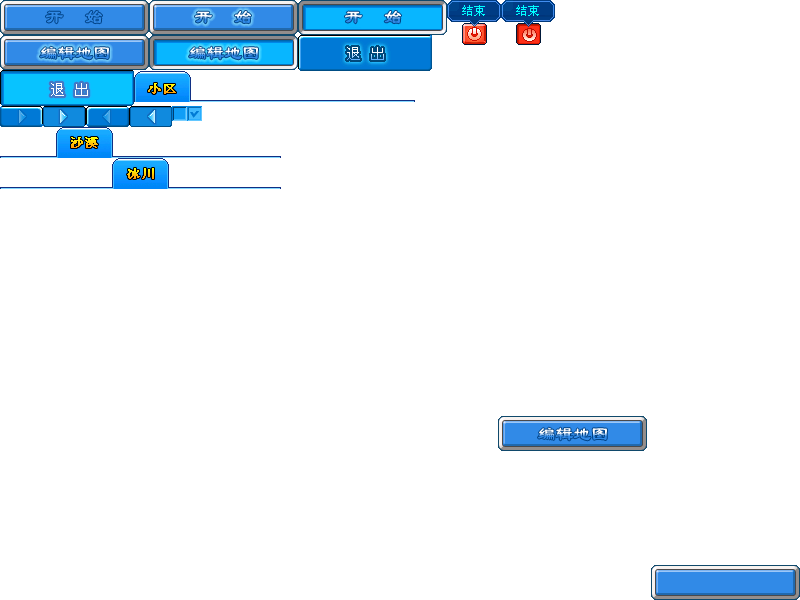 开 始 开 始 开 始 结束 结束
编辑地图 编辑地图 退 出
退 出 小区
沙漠
冰川
编辑地图